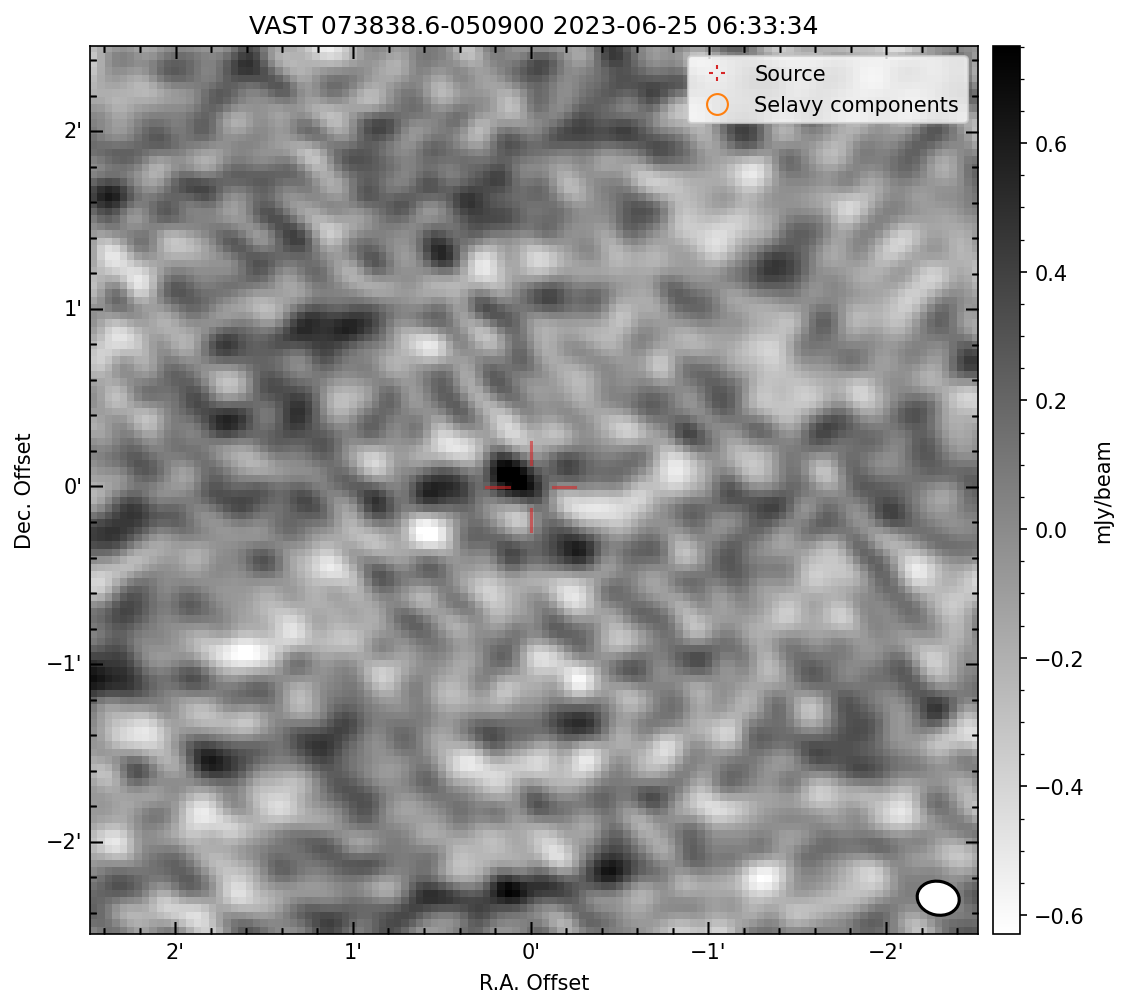 VAST 073838.6-050900 2023-06-25 06:33:34
Source
Selavy components
2'
1'
0'
−1'
−2'
Dec. Offset
2'
1'
0'
−1'
−2'
R.A. Offset
0.6
0.4
0.2
0.0
−0.2
−0.4
−0.6
mJy/beam